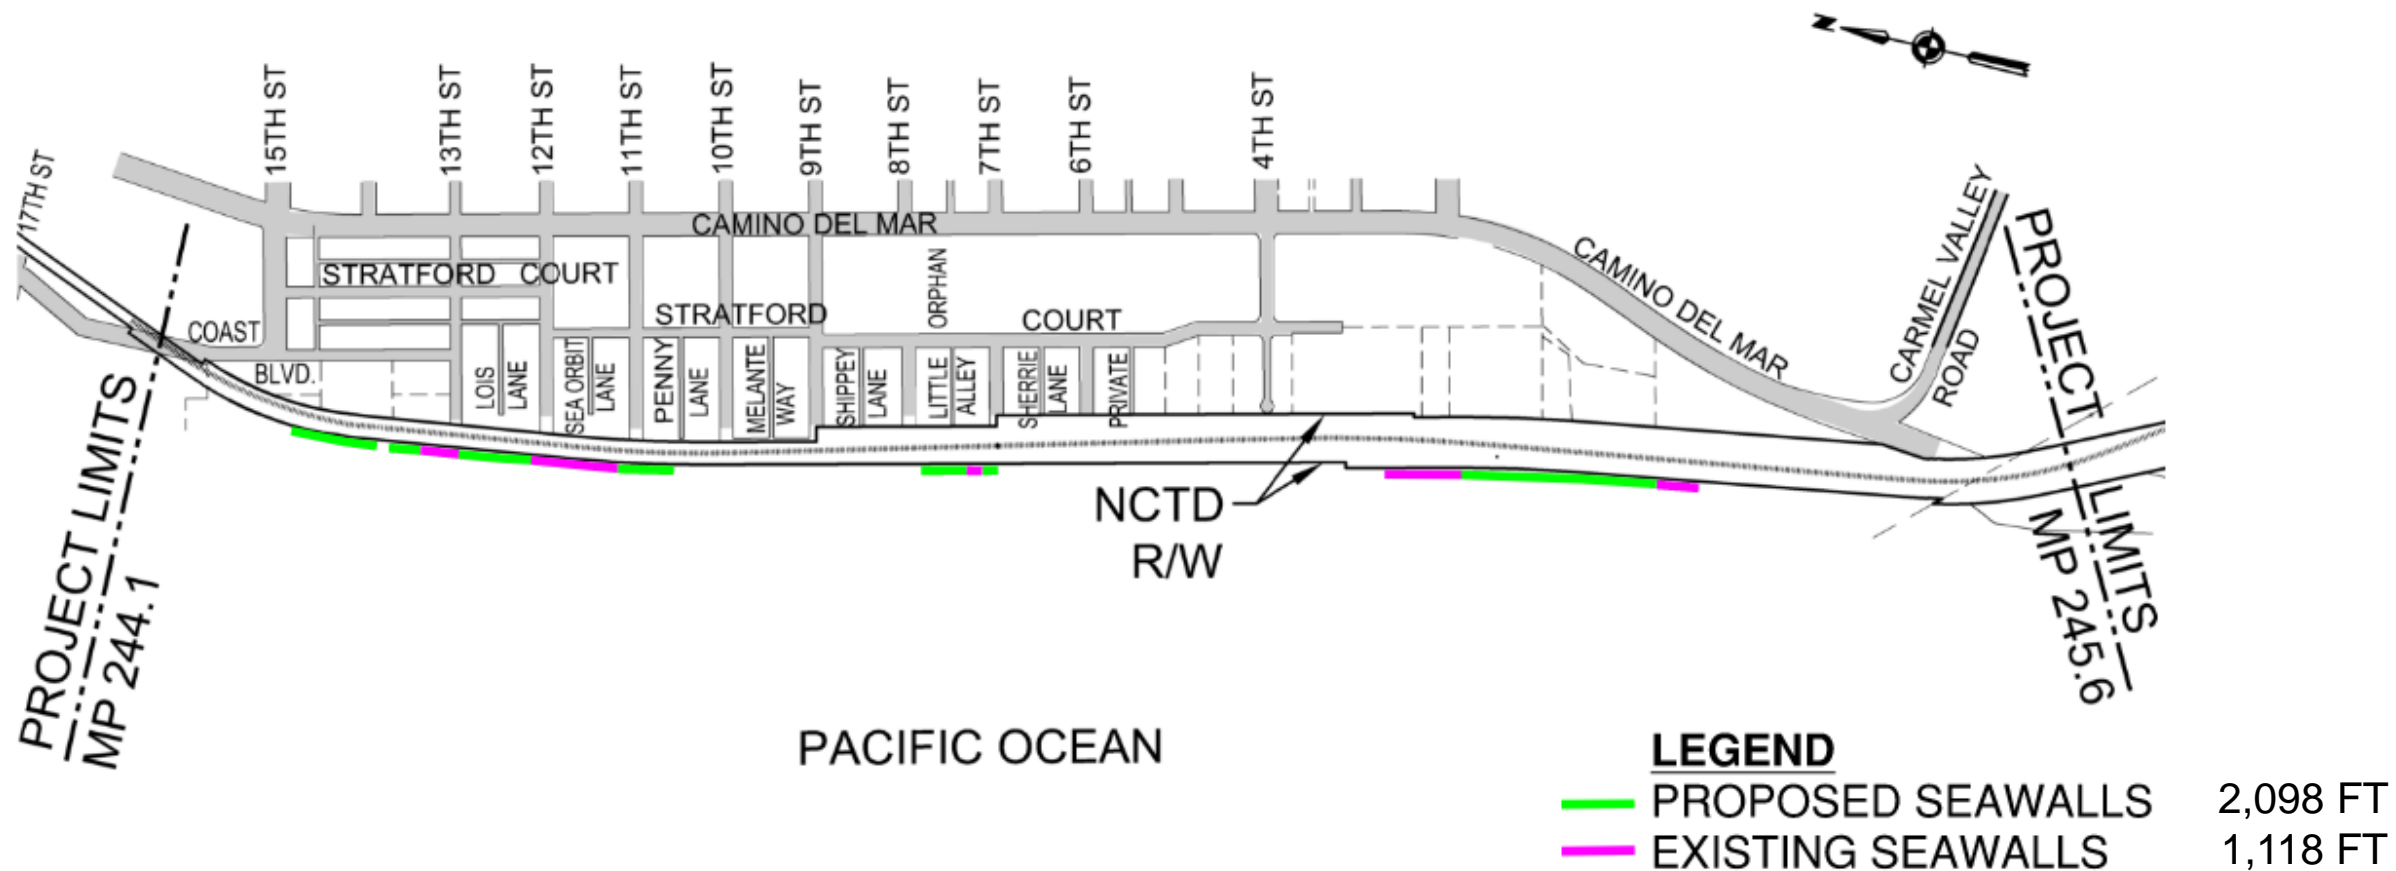 N
17TH ST
15TH ST
13TH ST
12TH ST
11TH ST
10TH ST
9TH ST
8TH ST
7TH ST
6TH ST
4TH ST
CAMINO DEL MAR
STRATFORD COURT
STRATFORD
ORPHAN
COURT
COAST
BLVD.
LOIS
LANE
SEA ORBIT
LANE
PENNY
LANE
MELANTE
WAY
SHIPPEY
LANE
LITTLE
ALLEY
SHERRIE
LANE
PRIVATE
CAMINO DEL MAR
CARMEL VALLEY
ROAD
PROJECT LIMITS
MP 244.1
PROJECT LIMITS
MP 245.6
NCTD
R/W
PACIFIC OCEAN
LEGEND
PROPOSED SEAWALLS 2,098 FT
EXISTING SEAWALLS 1,118 FT